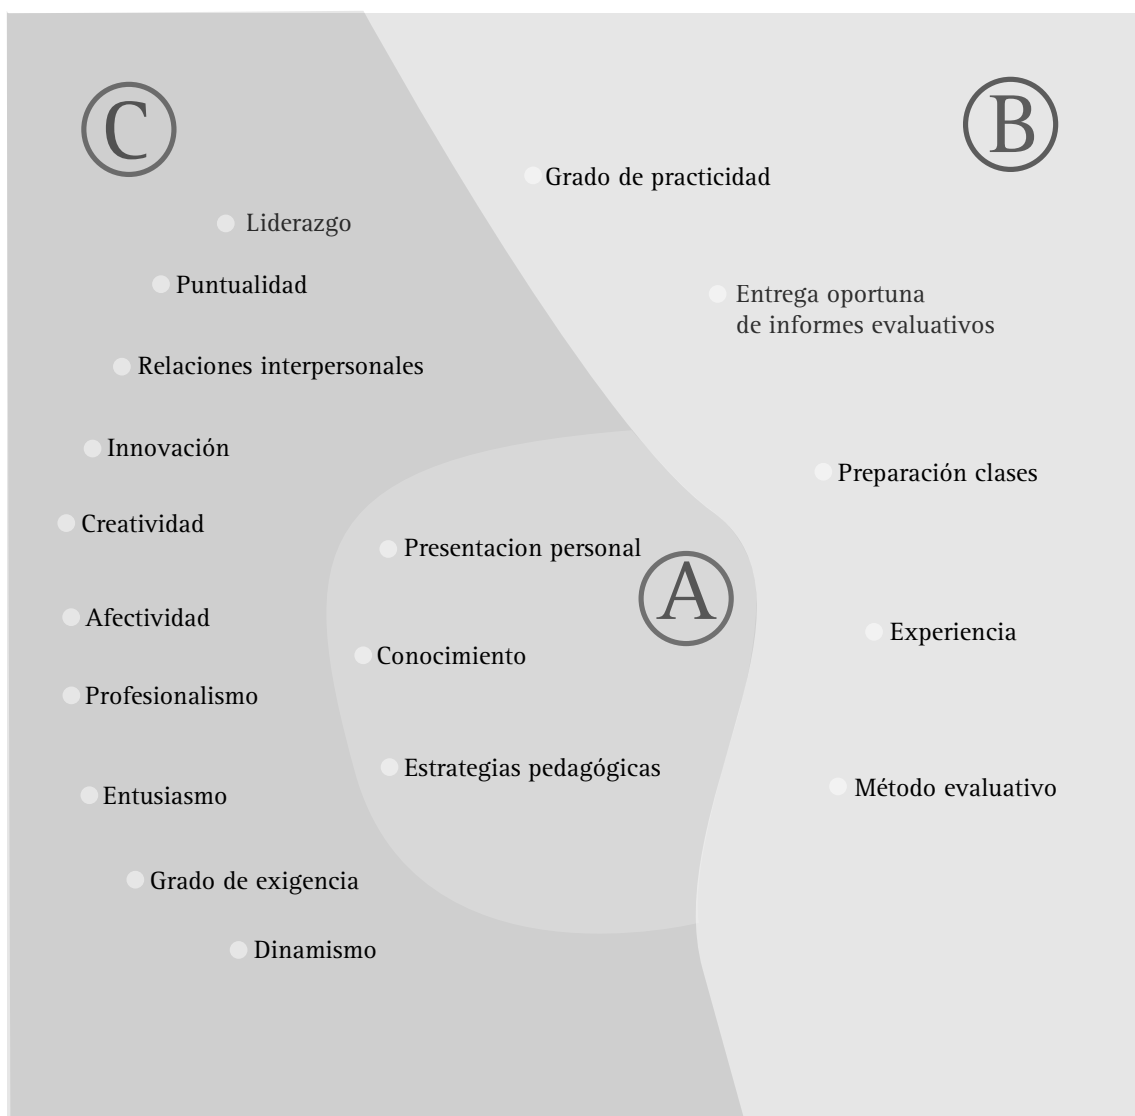 C
Liderazgo
Puntualidad
Relaciones interpersonales
Innovación
Creatividad
Afectividad
Profesionalismo
Entusiasmo
Grado de exigencia
Dinamismo
B
Grado de practicidad
Entrega oportuna
de informes evaluativos
Preparación clases
Experiencia
Método evaluativo
A
Presentacion personal
Conocimiento
Estrategias pedagógicas